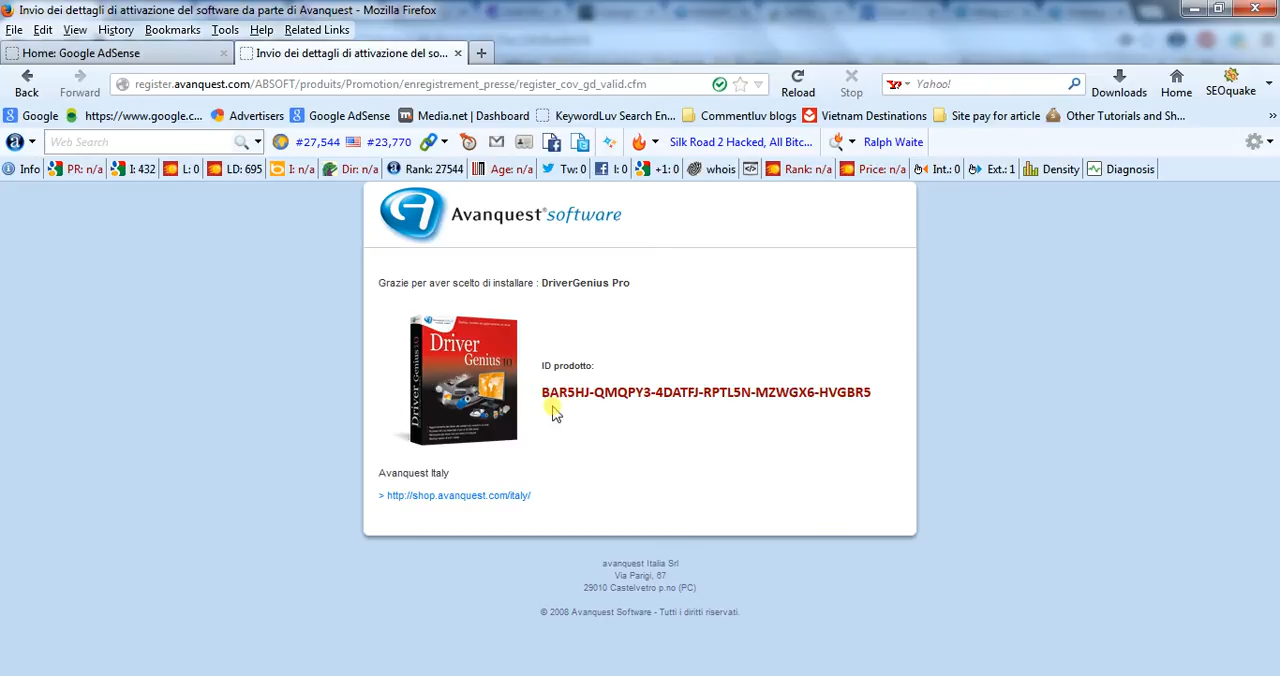 Invio dei dettagli di attivazione del software da parte di Avanquest - Mozilla Firefox
File Edit View History Bookmarks Tools Help Related Links
Home: Google AdSense × Invio dei dettagli di attivazione del so... × +
Back Forward register.avanquest.com/ABSOFT/produits/Promotion/enregistrement_presse/register_cov_gd_valid.cfm Reload Stop Yahoo! Downloads Home SEOquake
Google https://www.google.c... Advertisers Google AdSense Media.net | Dashboard KeywordLuv Search En... Commentluv blogs Vietnam Destinations Site pay for article Other Tutorials and Sh... »
Web Search #27,544 #23,770 Silk Road 2 Hacked, All Bitc... Ralph Waite
Info PR: n/a I: 432 L: 0 LD: 695 I: n/a Dir: n/a Rank: 27544 Age: n/a Tw: 0 I: 0 +1: 0 whois Rank: n/a Price: n/a Int.: 0 Ext.: 1 Density Diagnosis
Avanquest® software
Grazie per aver scelto di installare : DriverGenius Pro
Driver
Genius 10
ID prodotto:
BAR5HJ-QMQPY3-4DATFJ-RPTL5N-MZWGX6-HVGBR5
Avanquest Italy
> http://shop.avanquest.com/italy/
avanquest Italia Srl
Via Parigi, 87
29010 Castelvetro p.no (PC)
© 2008 Avanquest Software - Tutti i diritti riservati.